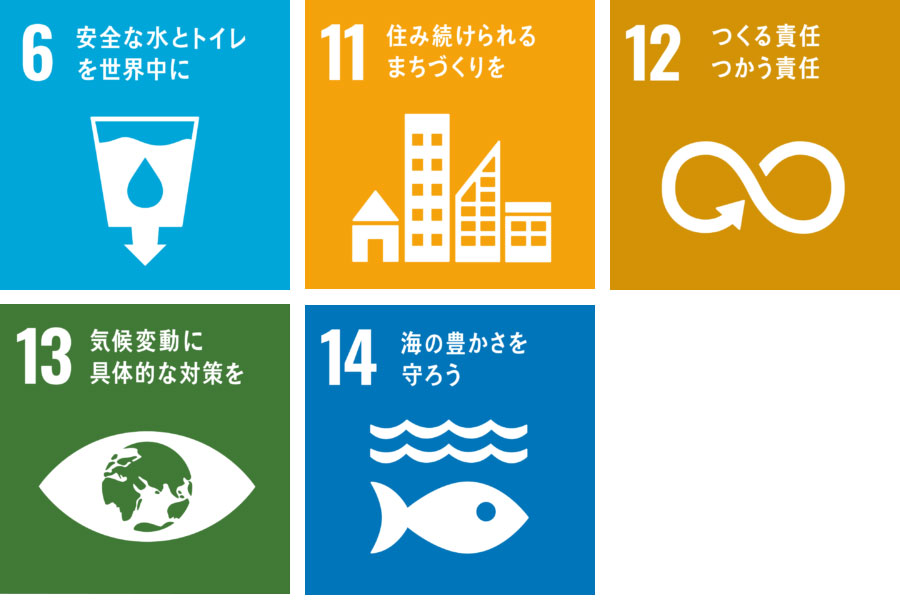 6
安全な水とトイレ
を世界中に
11
住み続けられる
まちづくりを
12
つくる責任
つかう責任
13
気候変動に
具体的な対策を
14
海の豊かさを
守ろう